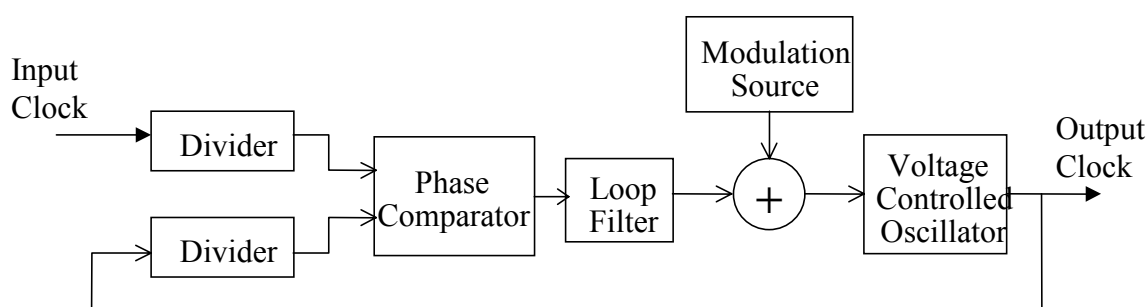 Input
Clock
Divider
Divider
Phase
Comparator
Loop
Filter
Modulation
Source
+
Voltage
Controlled
Oscillator
Output
Clock